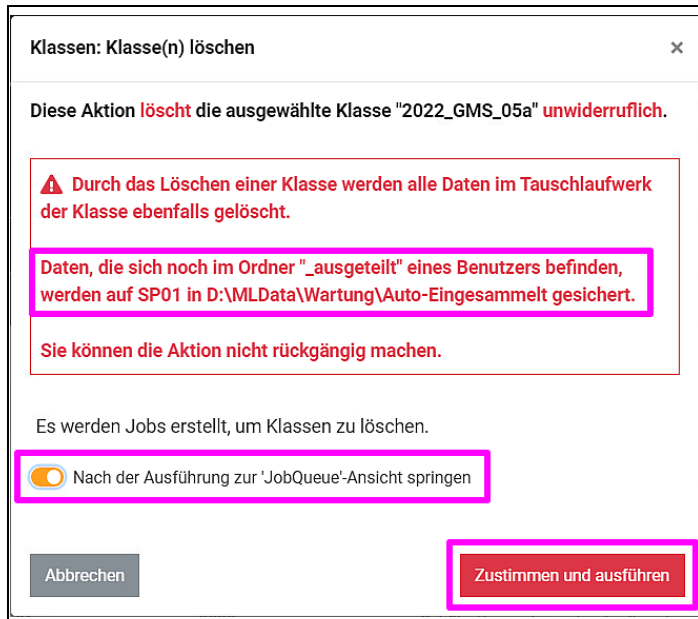 Klassen: Klasse(n) löschen ×
Diese Aktion löscht die ausgewählte Klasse "2022_GMS_05a" unwiderruflich.
Durch das Löschen einer Klasse werden alle Daten im Tauschlaufwerk
der Klasse ebenfalls gelöscht.
Daten, die sich noch im Ordner "_ausgeteilt" eines Benutzers befinden,
werden auf SP01 in D:\MLData\Wartung\Auto-Eingesammelt gesichert.
Sie können die Aktion nicht rückgängig machen.
Es werden Jobs erstellt, um Klassen zu löschen.
Nach der Ausführung zur 'JobQueue'-Ansicht springen
Abbrechen Zustimmen und ausführen